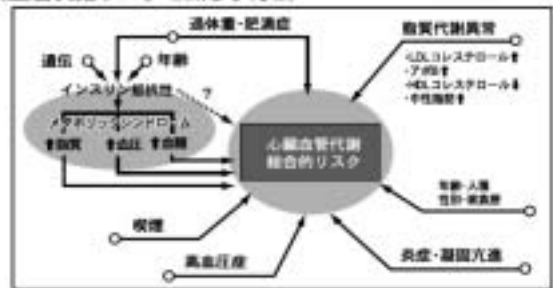 過体重・肥満症
脂質代謝異常
・LDLコレステロール↑
・アポB↑
・HDLコレステロール↓
・中性脂肪↑
遺伝
年齢
インスリン抵抗性
?
メタボリックシンドローム
↑脂質 ↑血圧 ↑血糖
心臓血管代謝
総合的リスク
年齢・人種
性別・家族歴
喫煙
高血圧症
炎症・凝固亢進